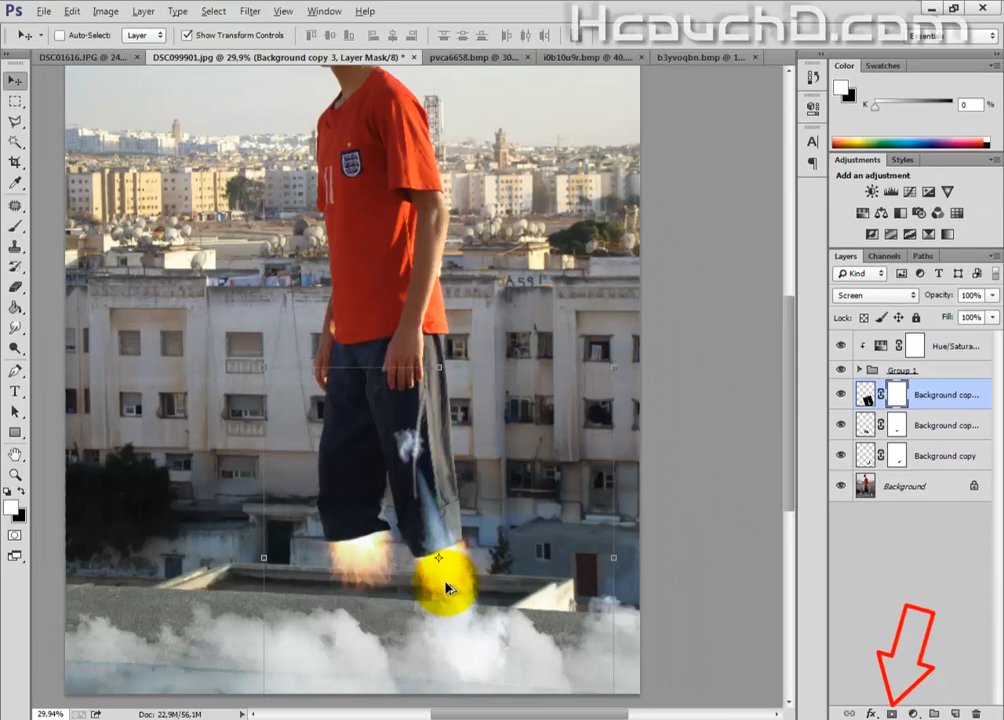 Ps File Edit Image Layer Type Select Filter View Window Help
HcouchD.com
Auto-Select: Layer Show Transform Controls Essentials
DSC01616.JPG @ 24... × DSC099901.jpg @ 29,9% (Background copy 3, Layer Mask/8) * × pvca6658.bmp @ 30... × i0b10u9r.bmp @ 40,... × b3yvoqbn.bmp @ 1... ×
Color Swatches
K 0 %
Adjustments Styles
Add an adjustment
Layers Channels Paths
Kind
Screen Opacity: 100%
Lock: Fill: 100%
Hue/Satura...
Group 1
Background cop...
Background cop...
Background copy
Background
29,94% Doc: 22,9M/56,1M
fx